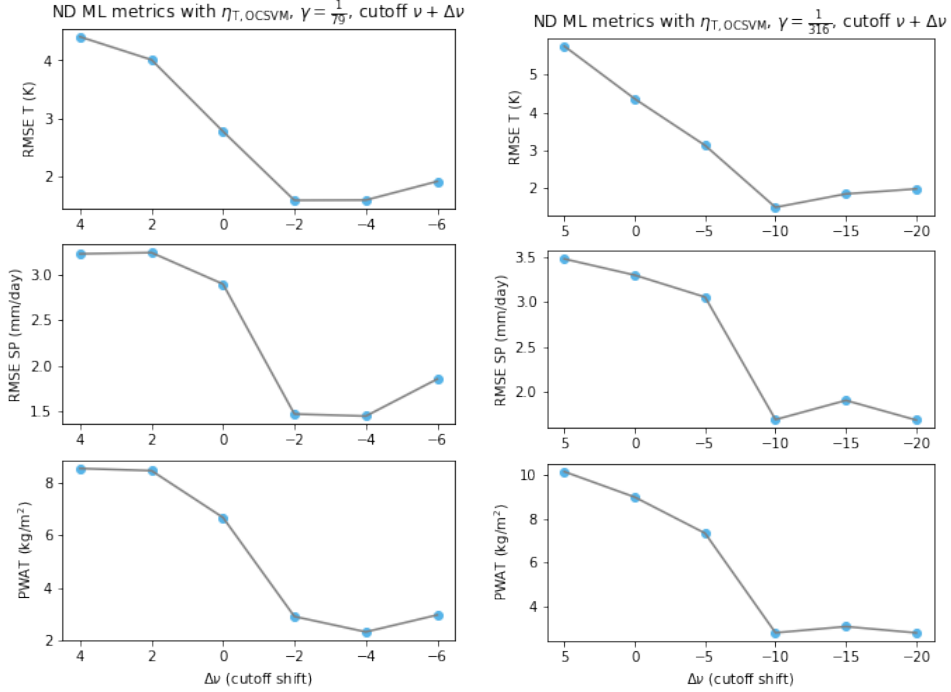 ND ML metrics with η_T,OCSVM, γ = 1/79, cutoff ν + Δν
RMSE T (K)
4
3
2
4 2 0 −2 −4 −6
RMSE SP (mm/day)
3.0
2.5
2.0
1.5
4 2 0 −2 −4 −6
PWAT (kg/m²)
8
6
4
2
4 2 0 −2 −4 −6
Δν (cutoff shift)
ND ML metrics with η_T,OCSVM, γ = 1/316, cutoff ν + Δν
RMSE T (K)
5
4
3
2
5 0 −5 −10 −15 −20
RMSE SP (mm/day)
3.5
3.0
2.5
2.0
5 0 −5 −10 −15 −20
PWAT (kg/m²)
10
8
6
4
5 0 −5 −10 −15 −20
Δν (cutoff shift)